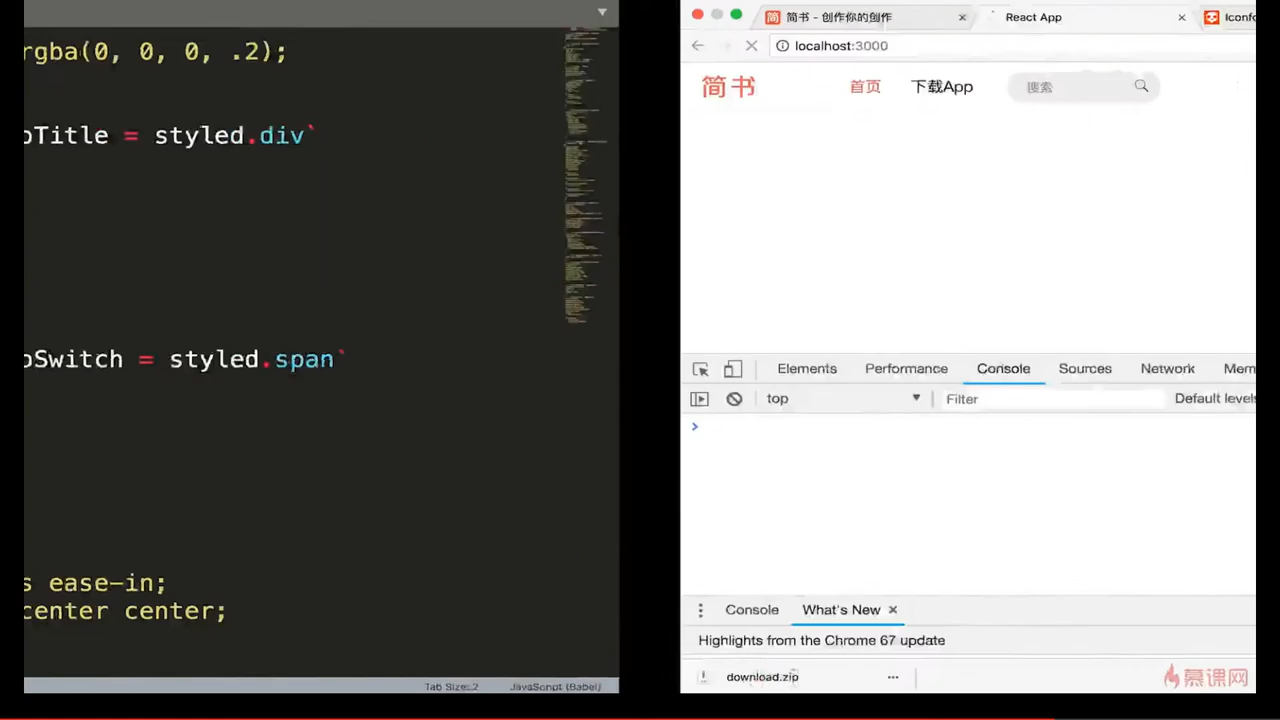 rgba(0, 0, 0, .2);
oTitle = styled.div`
oSwitch = styled.span`
s ease-in;
center center;
Tab Size: 2 JavaScript (Babel)
简书 - 创作你的创作 × React App × Iconfo
localhost:3000
简书 首页 下载App 搜索
Elements Performance Console Sources Network Mem
top Filter Default levels
Console What's New ×
Highlights from the Chrome 67 update
download.zip
慕课网